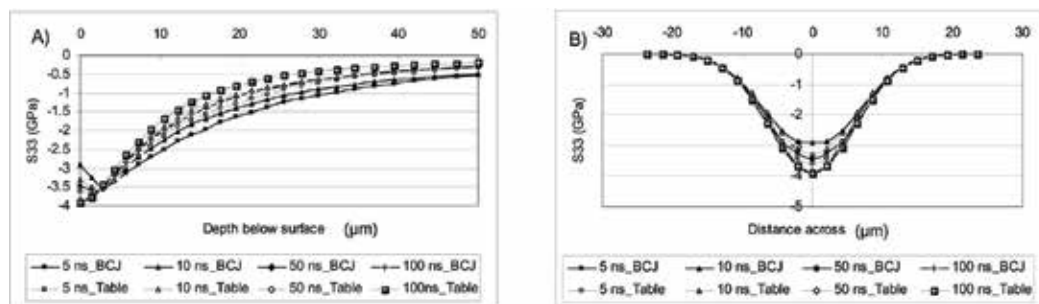 A)
0 10 20 30 40 50
0
-0.5
-1
-1.5
-2
-2.5
-3
-3.5
-4
S33 (GPa)
Depth below surface (μm)
5 ns_BCJ 10 ns_BCJ 50 ns_BCJ 100 ns_BCJ
5 ns_Table 10 ns_Table 50 ns_Table 100ns_Table
B)
-30 -20 -10 0 10 20 30
0
-1
-2
-3
-4
-5
S33 (GPa)
Distance across (μm)
5 ns_BCJ 10 ns_BCJ 50 ns_BCJ 100 ns_BCJ
5 ns_Table 10 ns_Table 50 ns_Table 100 ns_Table